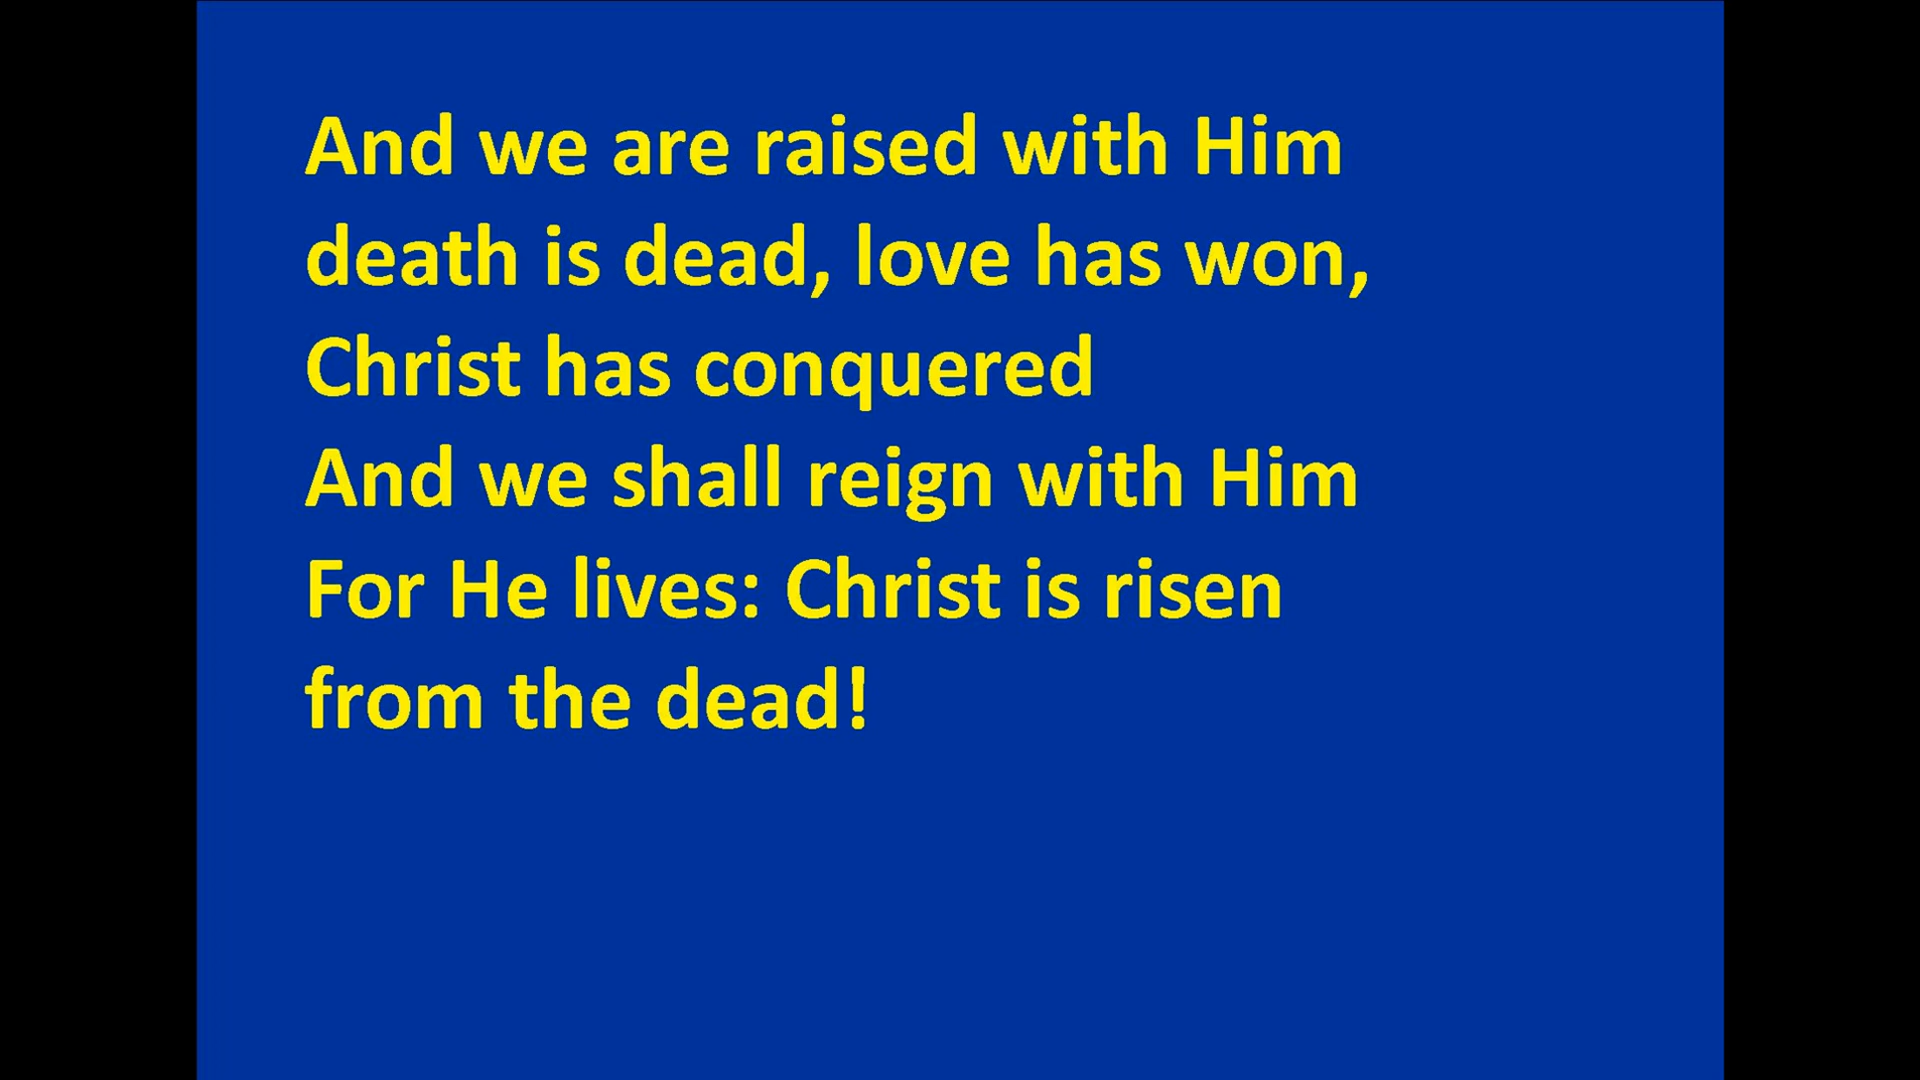 And we are raised with Him
death is dead, love has won,
Christ has conquered
And we shall reign with Him
For He lives: Christ is risen
from the dead!